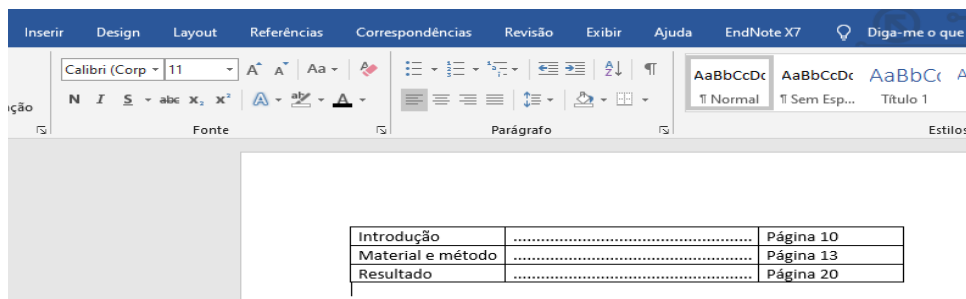 Inserir Design Layout Referências Correspondências Revisão Exibir Ajuda EndNote X7 Diga-me o que
Calibri (Corp 11 A A Aa AaBbCcDc AaBbCcDc AaBbCc
N I S abc x₂ x² A aby A ¶ Normal ¶ Sem Esp... Título 1
Fonte Parágrafo Estilos
Introdução ........................................................ Página 10
Material e método ........................................................ Página 13
Resultado ........................................................ Página 20